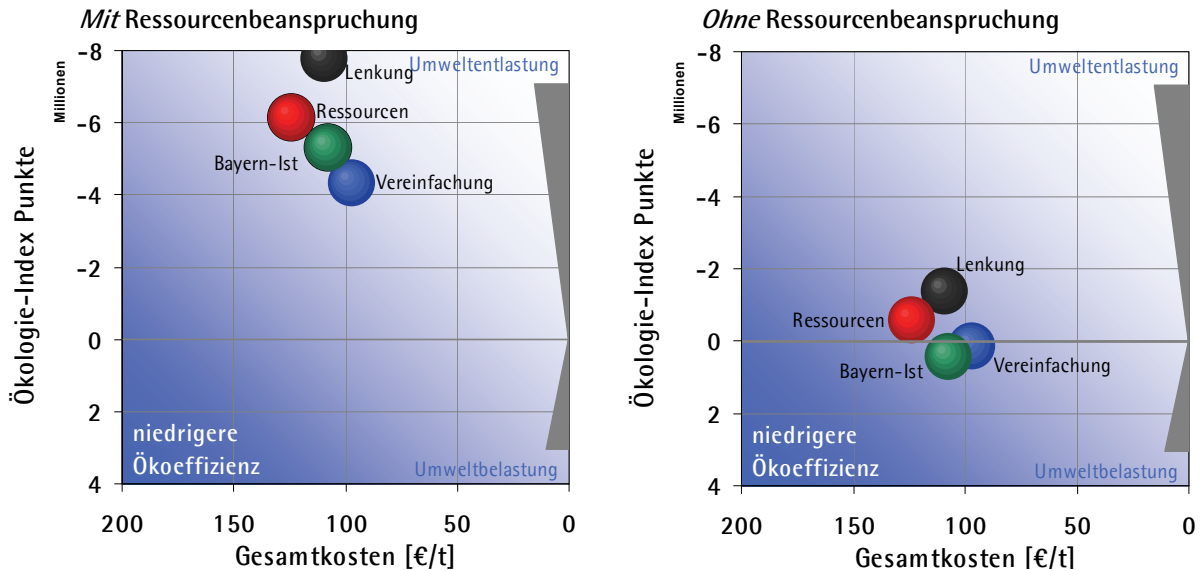 Mit Ressourcenbeanspruchung
Millionen
Ökologie-Index Punkte
-8
-6
-4
-2
0
2
4
Umweltentlastung
Lenkung
Ressourcen
Bayern-Ist
Vereinfachung
niedrigere
Ökoeffizienz
Umweltbelastung
200 150 100 50 0
Gesamtkosten [€/t]
Ohne Ressourcenbeanspruchung
Millionen
Ökologie-Index Punkte
-8
-6
-4
-2
0
2
4
Umweltentlastung
Lenkung
Ressourcen
Bayern-Ist
Vereinfachung
niedrigere
Ökoeffizienz
Umweltbelastung
200 150 100 50 0
Gesamtkosten [€/t]